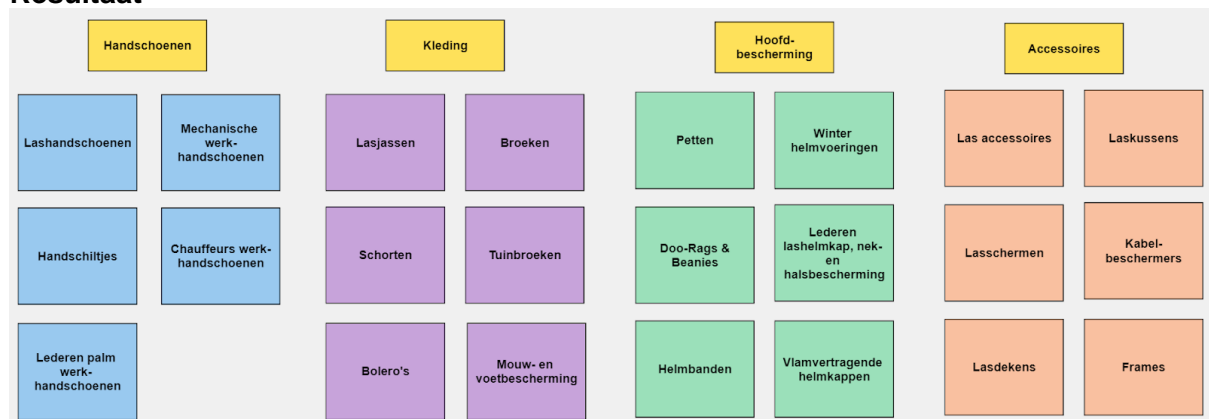 Resultaat
Handschoenen
Kleding
Hoofd-
bescherming
Accessoires
Lashandschoenen
Mechanische
werk-
handschoenen
Lasjassen
Broeken
Petten
Winter
helmvoeringen
Las accessoires
Laskussens
Handschiltjes
Chauffeurs werk-
handschoenen
Schorten
Tuinbroeken
Doo-Rags &
Beanies
Lederen
lashelmkap, nek-
en
halsbescherming
Lasschermen
Kabel-
beschermers
Lederen palm
werk-
handschoenen
Bolero's
Mouw- en
voetbescherming
Helmbanden
Vlamvertragende
helmkappen
Lasdekens
Frames